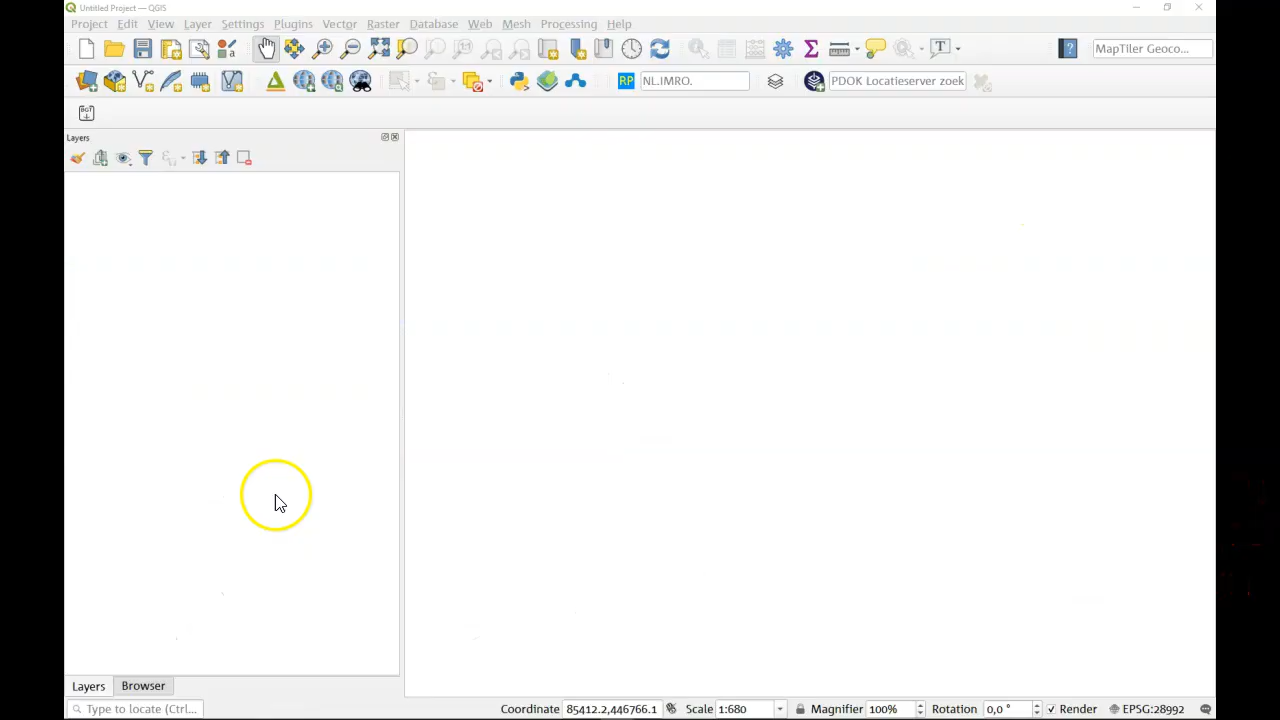 Untitled Project — QGIS
Project Edit View Layer Settings Plugins Vector Raster Database Web Mesh Processing Help
MapTiler Geoco...
RP NL.IMRO. PDOK Locatieserver zoek
BGT
Layers
Layers Browser
Type to locate (Ctrl... Coordinate 85412.2,446766.1 Scale 1:680 Magnifier 100% Rotation 0,0 ° Render EPSG:28992